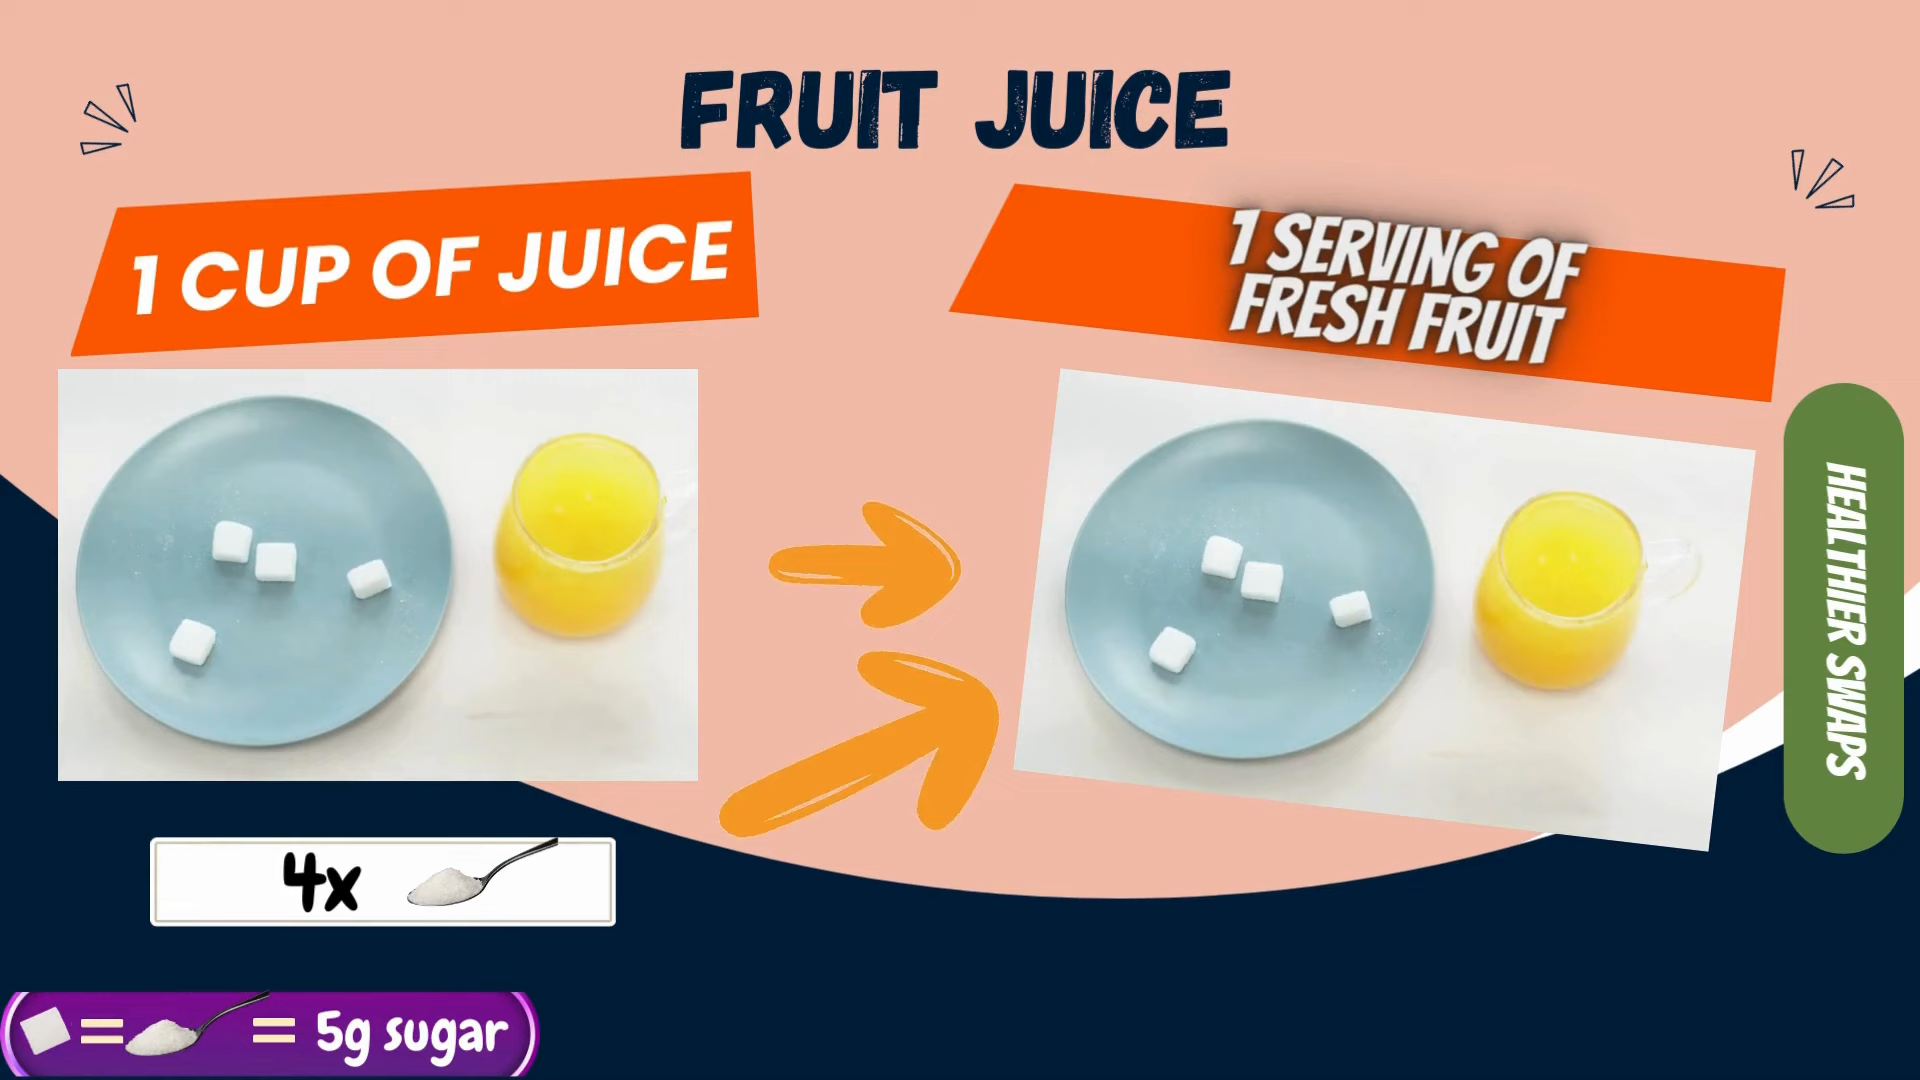 FRUIT JUICE
1 CUP OF JUICE
1 SERVING OF
FRESH FRUIT
HEALTHIER SWAPS
4x
= = 5g sugar